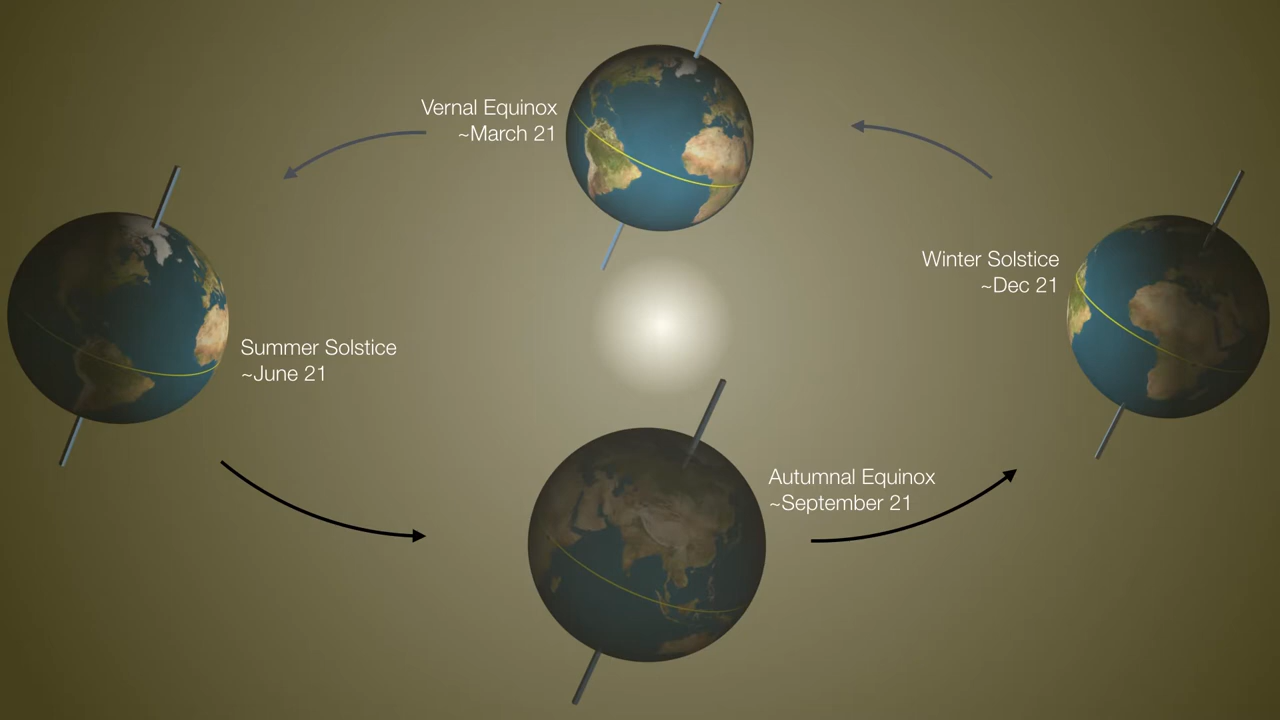 Vernal Equinox
~March 21
Winter Solstice
~Dec 21
Summer Solstice
~June 21
Autumnal Equinox
~September 21